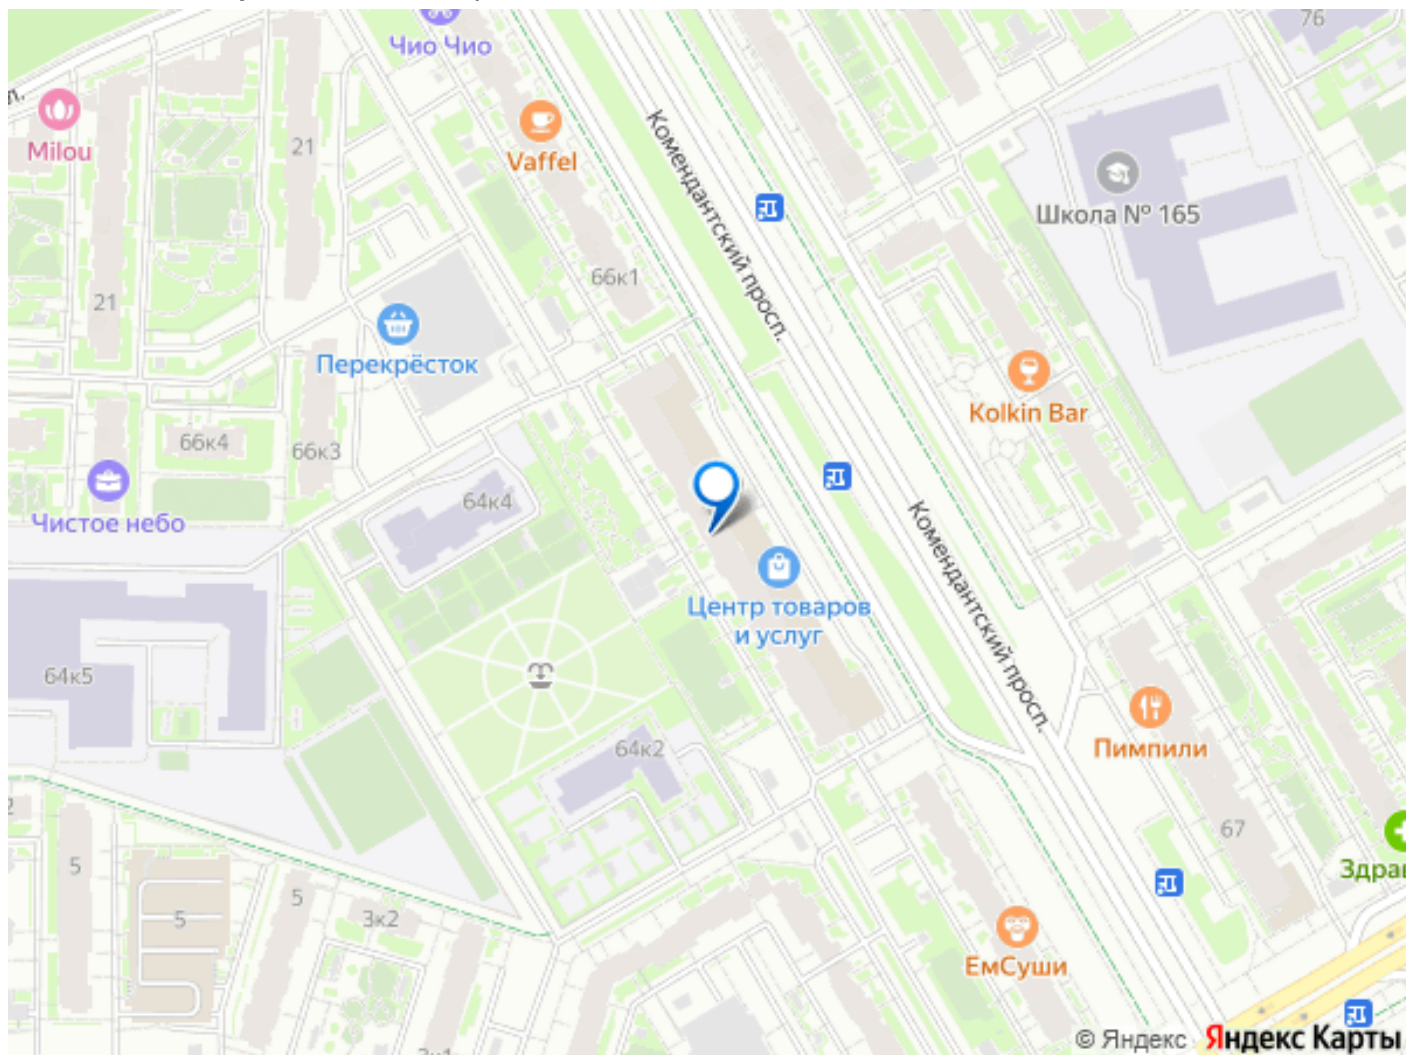 76
Чио Чио
Milou
21
Vaffel
Комендантский просп.
Школа № 165
66к1
21
Перекрёсток
Kolkin Bar
66к4
66к3
64к4
Чистое небо
Комендантский просп.
Центр товаров
и услуг
64к5
64к2
Пимпили
67
5
5
5
3к2
Здрав
ЕмСуши
© Яндекс Яндекс Карты